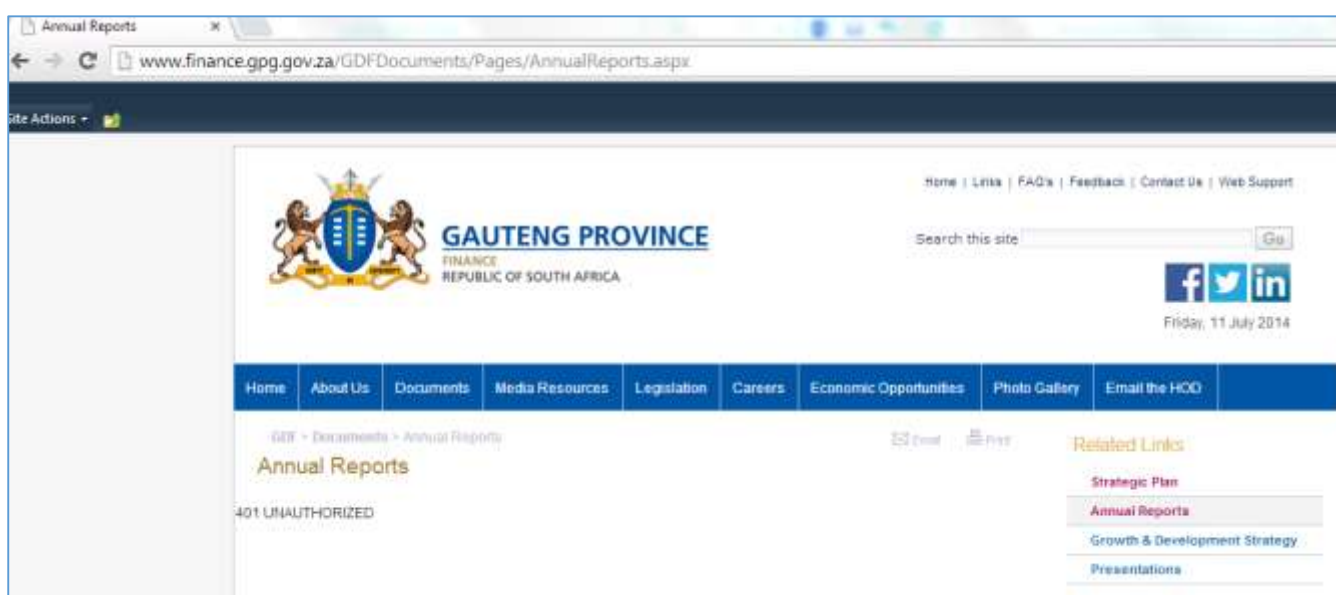 Annual Reports
www.finance.gpg.gov.za/GDFDocuments/Pages/AnnualReports.aspx
Site Actions
Home | Links | FAQ's | Feedback | Contact Us | Web Support
GAUTENG PROVINCE
FINANCE
REPUBLIC OF SOUTH AFRICA
Search this site
Go
Friday, 11 July 2014
Home About Us Documents Media Resources Legislation Careers Economic Opportunities Photo Gallery Email the HOD
GDF > Documents > Annual Reports
Email Print
Related Links
Annual Reports
Strategic Plan
401 UNAUTHORIZED
Annual Reports
Growth & Development Strategy
Presentations